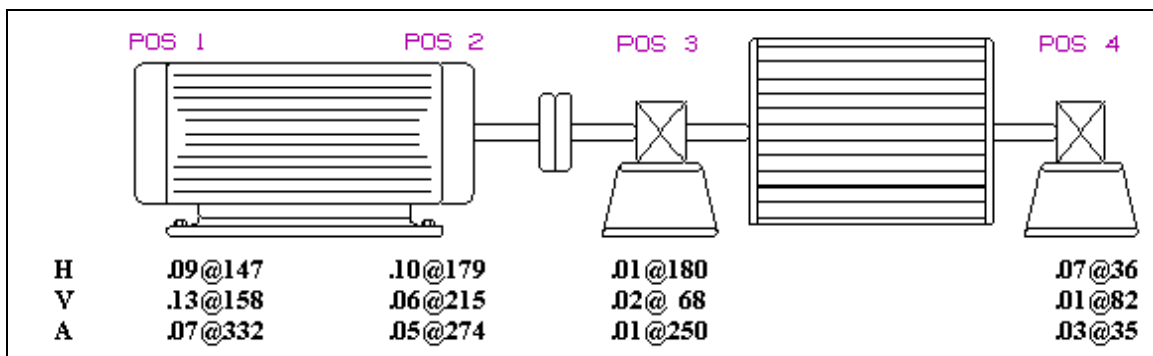 POS 1 POS 2 POS 3 POS 4
H .09@147 .10@179 .01@180 .07@36
V .13@158 .06@215 .02@ 68 .01@82
A .07@332 .05@274 .01@250 .03@35